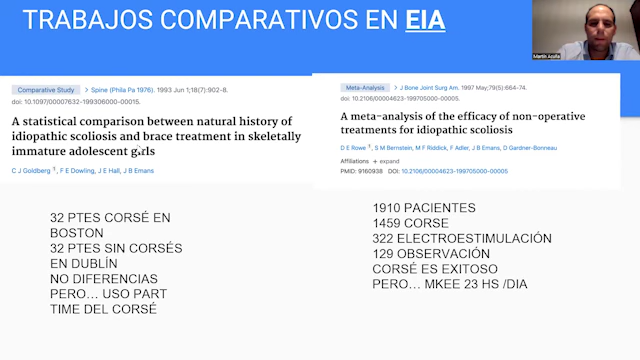 TRABAJOS COMPARATIVOS EN EIA
Martin Acuña
Comparative Study > Spine (Phila Pa 1976). 1993 Jun 1;18(7):902-8.
doi: 10.1097/00007632-199306000-00015.
A statistical comparison between natural history of
idiopathic scoliosis and brace treatment in skeletally
immature adolescent girls
C J Goldberg 1, F E Dowling, J E Hall, J B Emans
Meta-Analysis > J Bone Joint Surg Am. 1997 May;79(5):664-74.
doi: 10.2106/00004623-199705000-00005.
A meta-analysis of the efficacy of non-operative
treatments for idiopathic scoliosis
D E Rowe 1, S M Bernstein, M F Riddick, F Adler, J B Emans, D Gardner-Bonneau
Affiliations + expand
PMID: 9160938 DOI: 10.2106/00004623-199705000-00005
32 PTES CORSÉ EN
BOSTON
32 PTES SIN CORSÉS
EN DUBLÍN
NO DIFERENCIAS
PERO... USO PART
TIME DEL CORSÉ
1910 PACIENTES
1459 CORSE
322 ELECTROESTIMULACIÓN
129 OBSERVACIÓN
CORSÉ ES EXITOSO
PERO... MKEE 23 HS /DIA